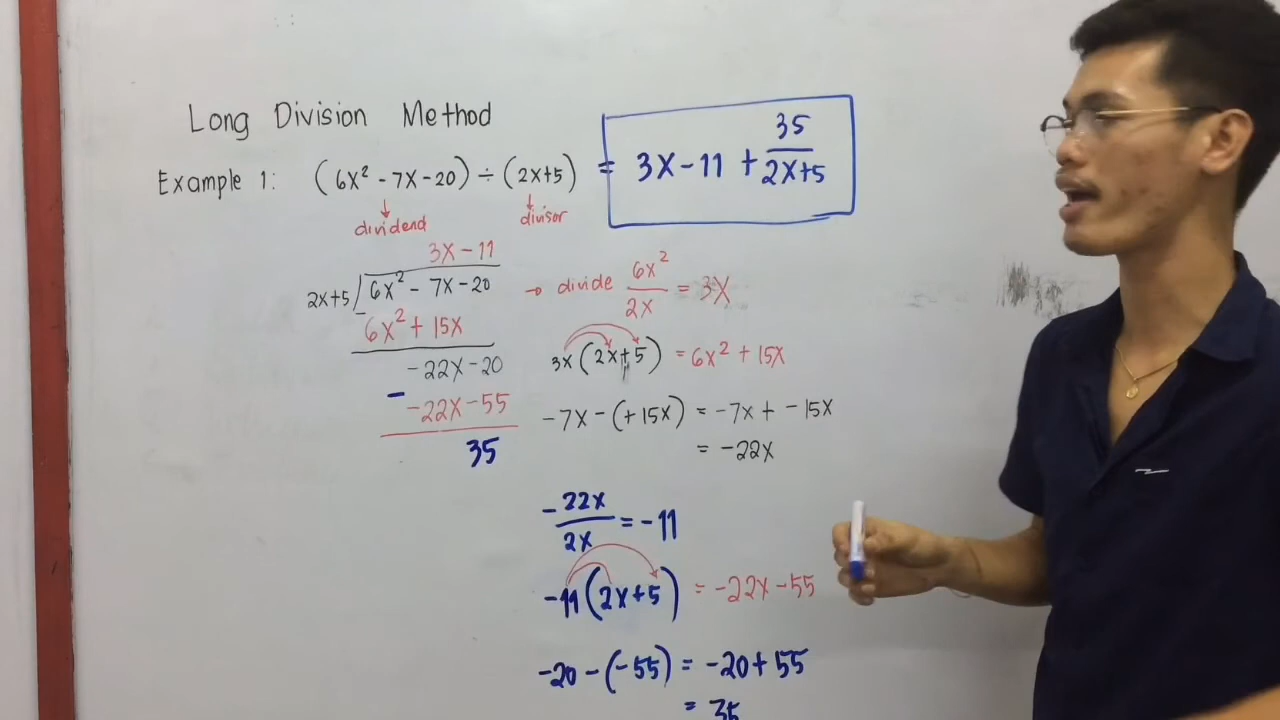 Long Division Method
Example 1: (6x² - 7x - 20) ÷ (2x+5) = 3x - 11 + 35/(2x+5)
dividend divisor
3x - 11
2x+5 6x² - 7x - 20 → divide 6x²/2x = 3x
6x² + 15x
3x(2x+5) = 6x² + 15x
-22x - 20
- -22x - 55
-7x - (+15x) = -7x + -15x
35
= -22x
-22x/2x = -11
-11(2x+5) = -22x - 55
-20 - (-55) = -20 + 55
= 35